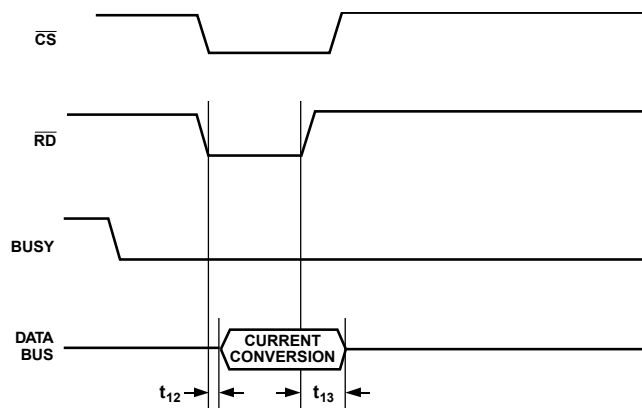 CS
RD
BUSY
DATA
BUS
CURRENT
CONVERSION
t12
t13